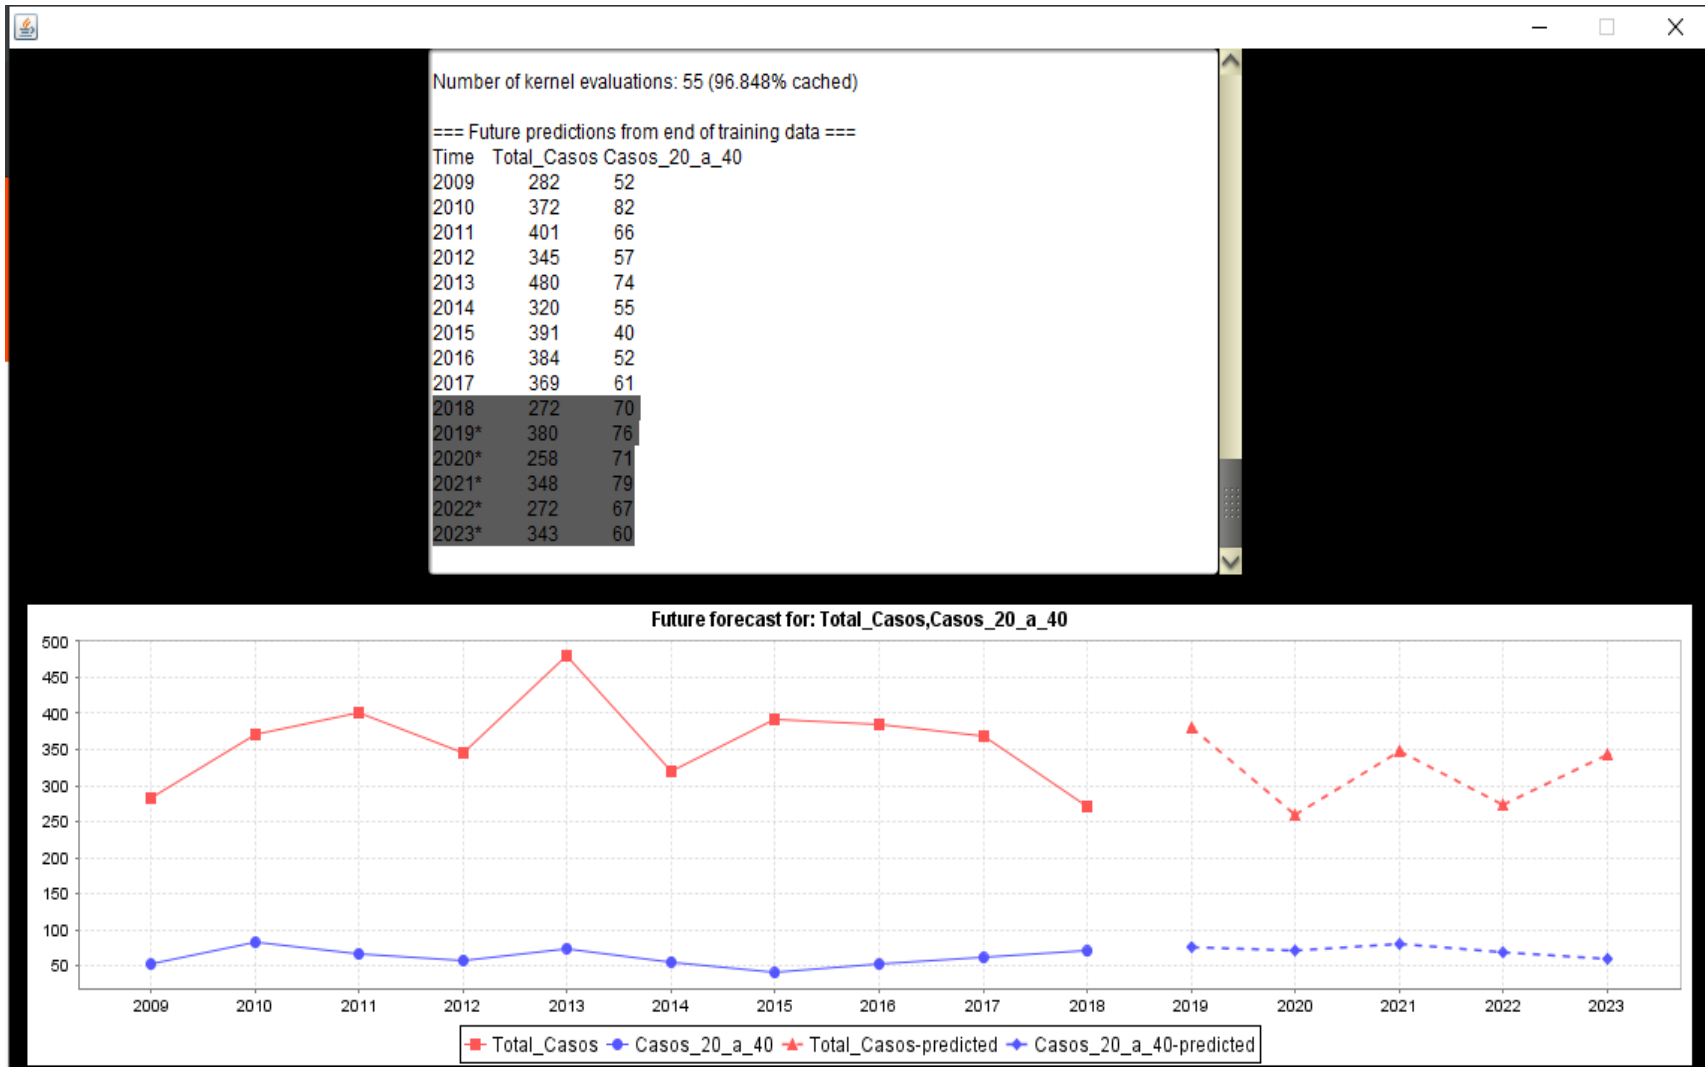 Number of kernel evaluations: 55 (96.848% cached)
=== Future predictions from end of training data ===
Time Total_Casos Casos_20_a_40
2009 282 52
2010 372 82
2011 401 66
2012 345 57
2013 480 74
2014 320 55
2015 391 40
2016 384 52
2017 369 61
2018 272 70
2019* 380 76
2020* 258 71
2021* 348 79
2022* 272 67
2023* 343 60
Future forecast for: Total_Casos,Casos_20_a_40
500
450
400
350
300
250
200
150
100
50
2009 2010 2011 2012 2013 2014 2015 2016 2017 2018 2019 2020 2021 2022 2023
Total_Casos Casos_20_a_40 Total_Casos-predicted Casos_20_a_40-predicted